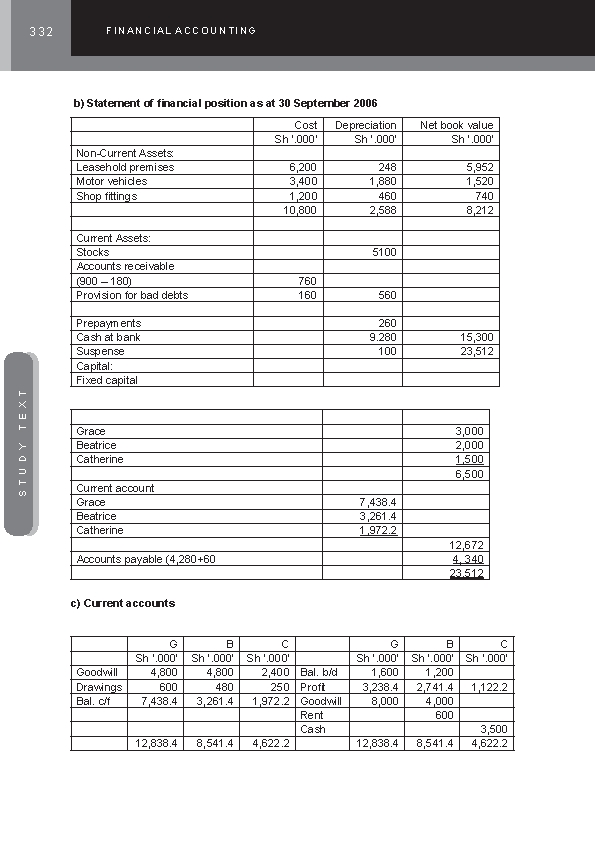 332
FINANCIAL ACCOUNTING
b) Statement of financial position as at 30 September 2006
Cost Depreciation Net book value
Sh '.000' Sh '.000' Sh '.000'
Non-Current Assets:
Leasehold premises 6,200 248 5,952
Motor vehicles 3,400 1,880 1,520
Shop fittings 1,200 460 740
10,800 2,588 8,212
Current Assets:
Stocks 5100
Accounts receivable
(900 – 180) 760
Provision for bad debts 160 560
Prepayments 260
Cash at bank 9.280 15,300
Suspense 100 23,512
Capital:
Fixed capital
Grace 3,000
Beatrice 2,000
Catherine 1,500
6,500
Current account
Grace 7,438.4
Beatrice 3,261.4
Catherine 1,972.2
12,672
Accounts payable (4,280+60 4, 340
23,512
STUDY TEXT
c) Current accounts
G B C G B C
Sh '.000' Sh '.000' Sh '.000' Sh '.000' Sh '.000' Sh '.000'
Goodwill 4,800 4,800 2,400 Bal. b/d 1,600 1,200
Drawings 600 480 250 Profit 3,238.4 2,741.4 1,122.2
Bal. c/f 7,438.4 3,261.4 1,972.2 Goodwill 8,000 4,000
Rent 600
Cash 3,500
12,838.4 8,541.4 4,622.2 12,838.4 8,541.4 4,622.2